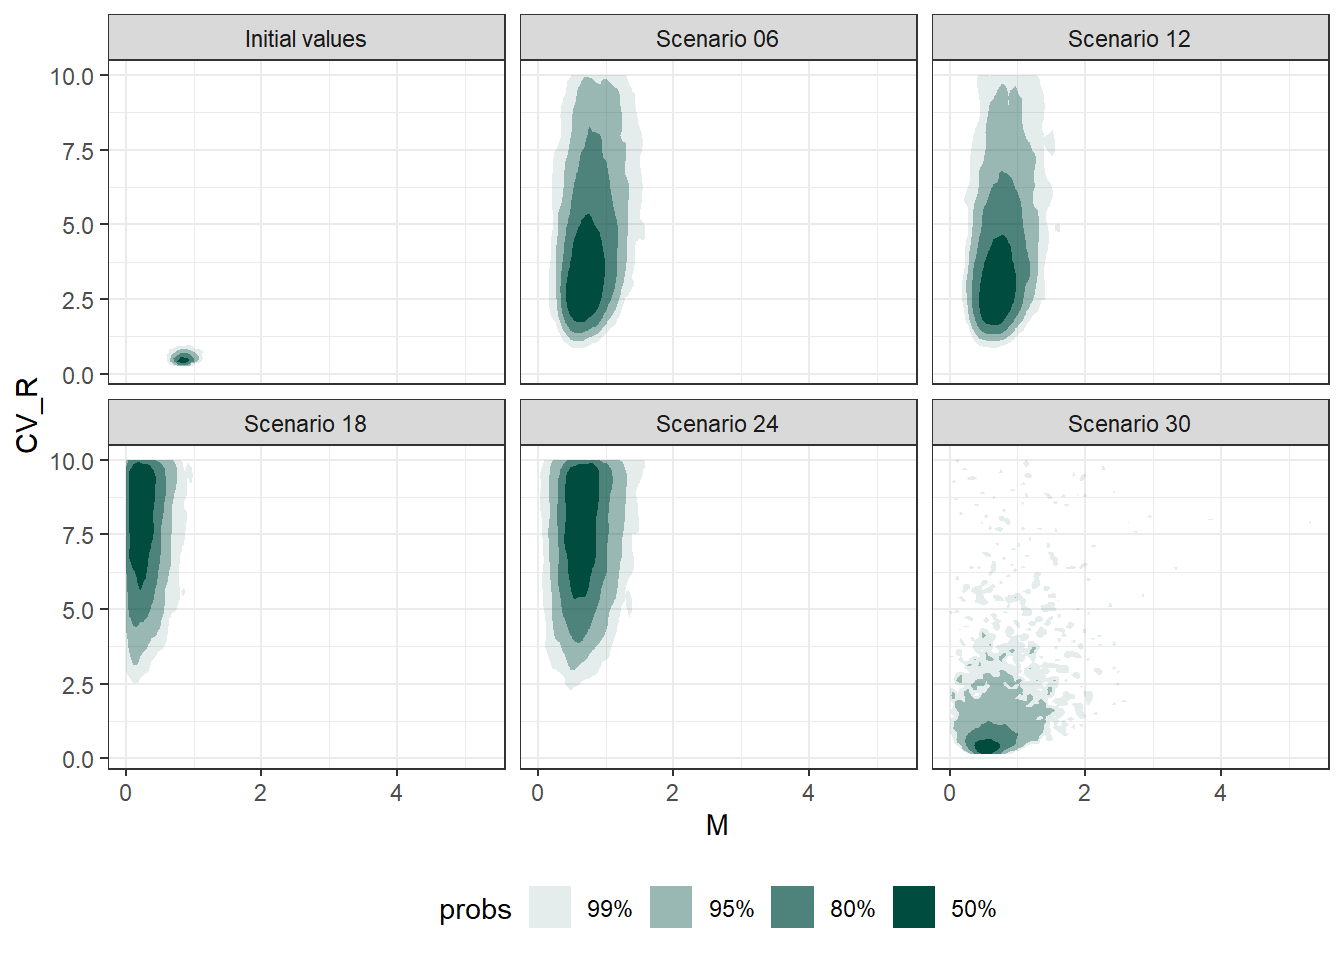 Initial values
Scenario 06
Scenario 12
10.0
7.5
5.0
2.5
0.0
CV_R
Scenario 18
Scenario 24
Scenario 30
10.0
7.5
5.0
2.5
0.0
0 2 4
0 2 4
0 2 4
M
probs 99% 95% 80% 50%